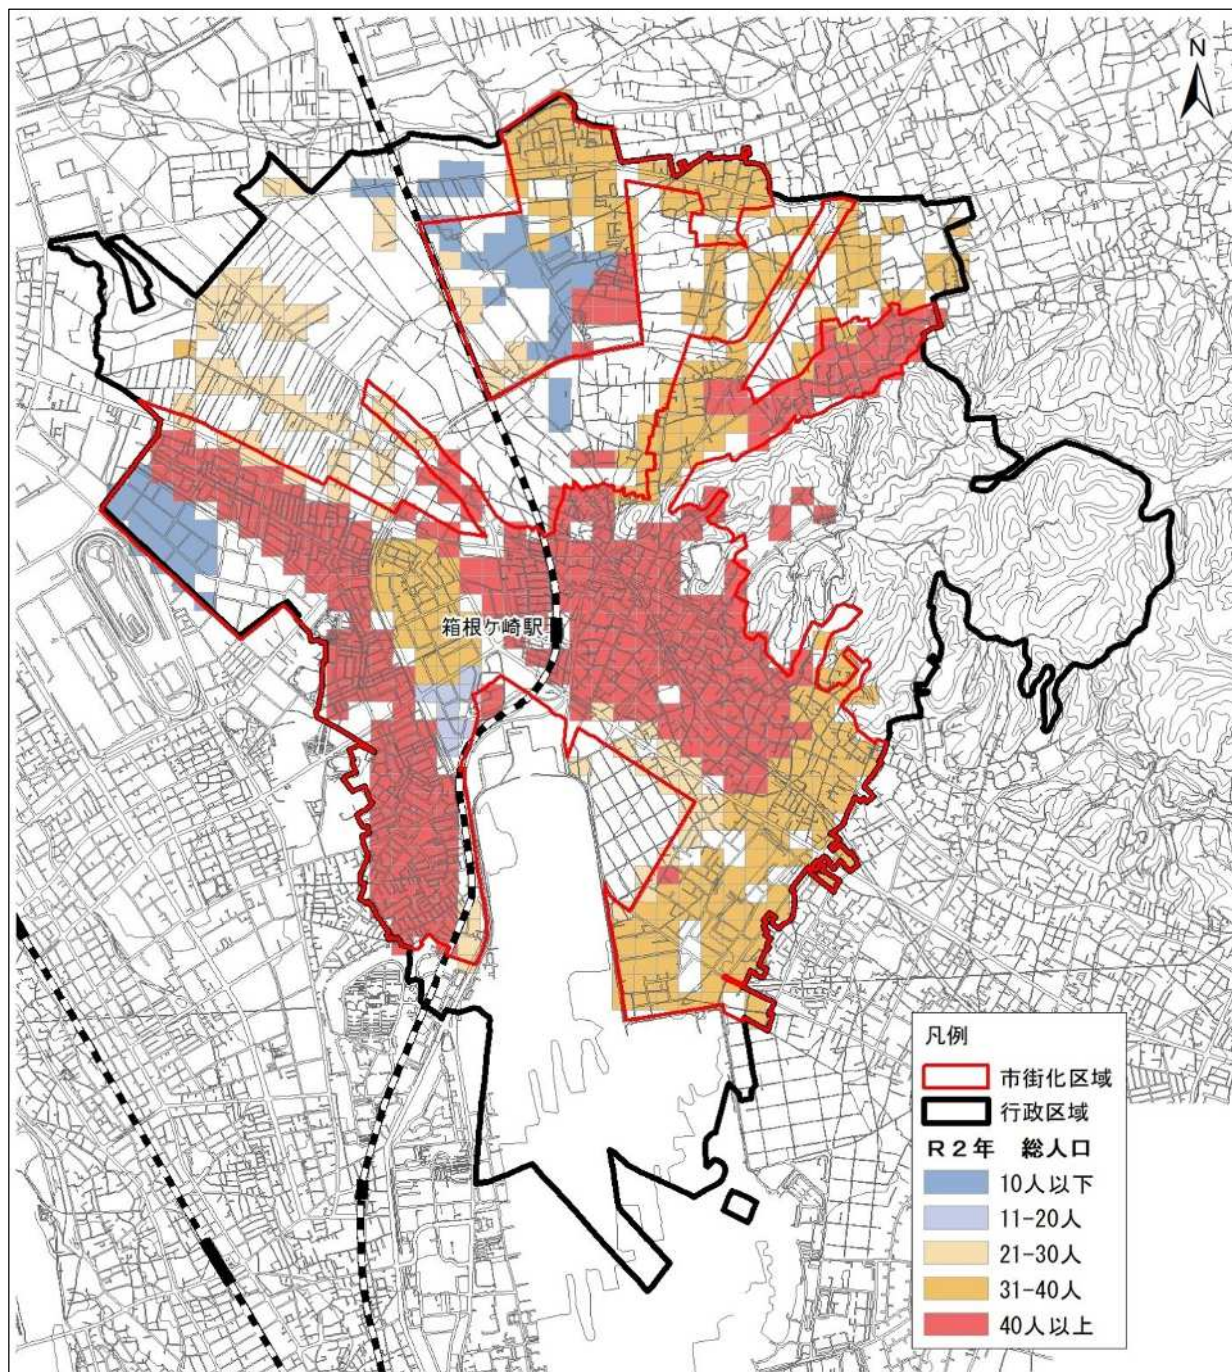 N
箱根ケ崎駅
凡例
市街化区域
行政区域
R2年 総人口
10人以下
11-20人
21-30人
31-40人
40人以上